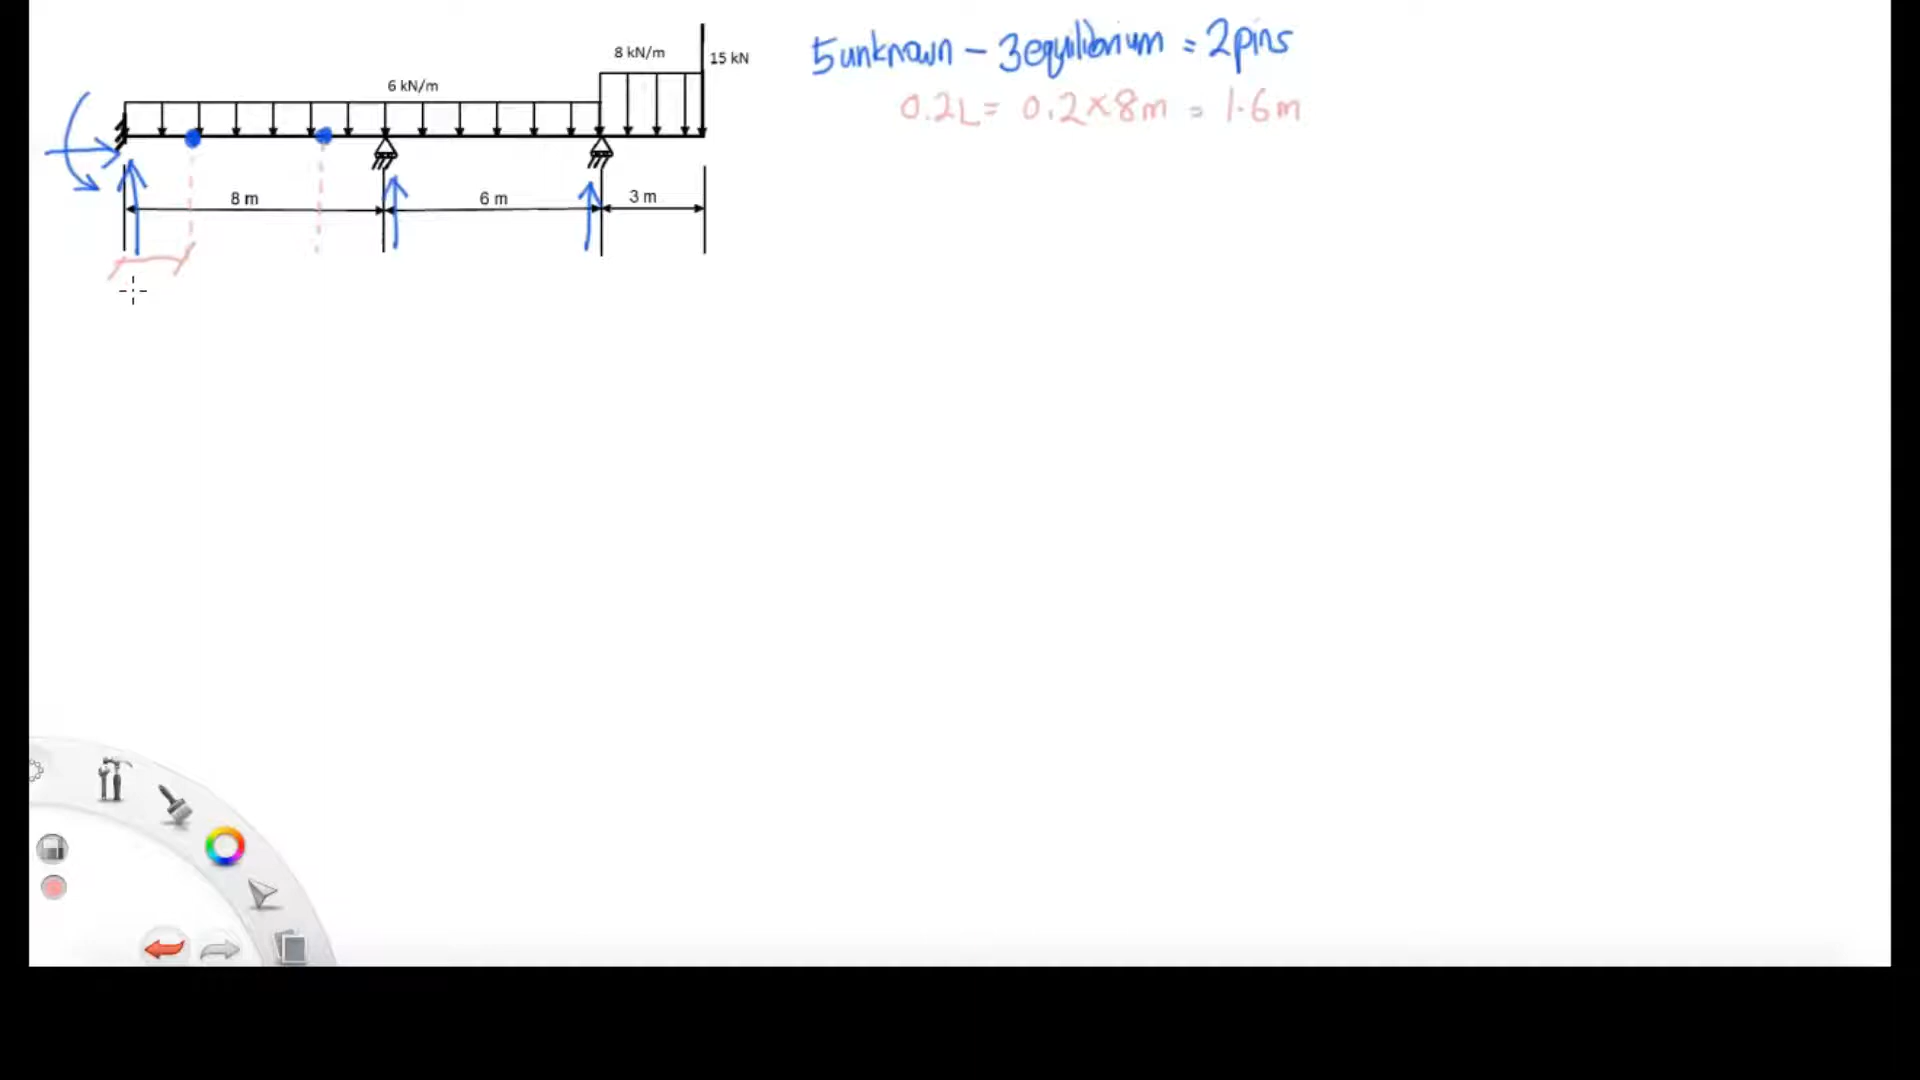 8 kN/m
15 kN
6 kN/m
8 m
6 m
3 m
5unknown - 3equilibrium = 2pins
0.2L = 0.2×8m = 1.6m